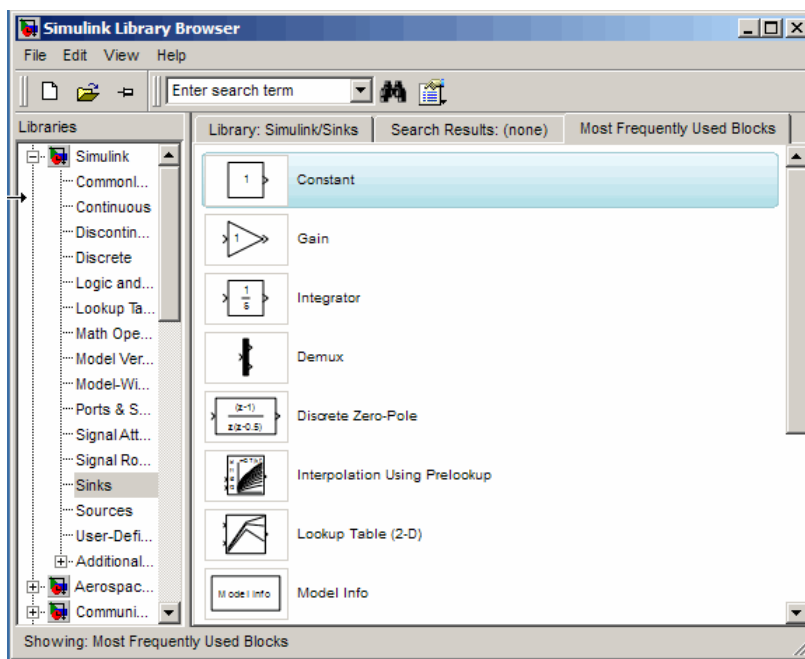 Simulink Library Browser
File Edit View Help
Enter search term
Libraries
Library: Simulink/Sinks
Search Results: (none)
Most Frequently Used Blocks
Simulink
Commonl...
Continuous
Discontin...
Discrete
Logic and...
Lookup Ta...
Math Ope...
Model Ver...
Model-Wi...
Ports & S...
Signal Att...
Signal Ro...
Sinks
Sources
User-Defi...
Additional...
Aerospac...
Communi...
1
Constant
1
Gain
1
s
Integrator
Demux
(z-1)
z(z-0.5)
Discrete Zero-Pole
Interpolation Using Prelookup
Lookup Table (2-D)
Model Info
Model Info
Showing: Most Frequently Used Blocks